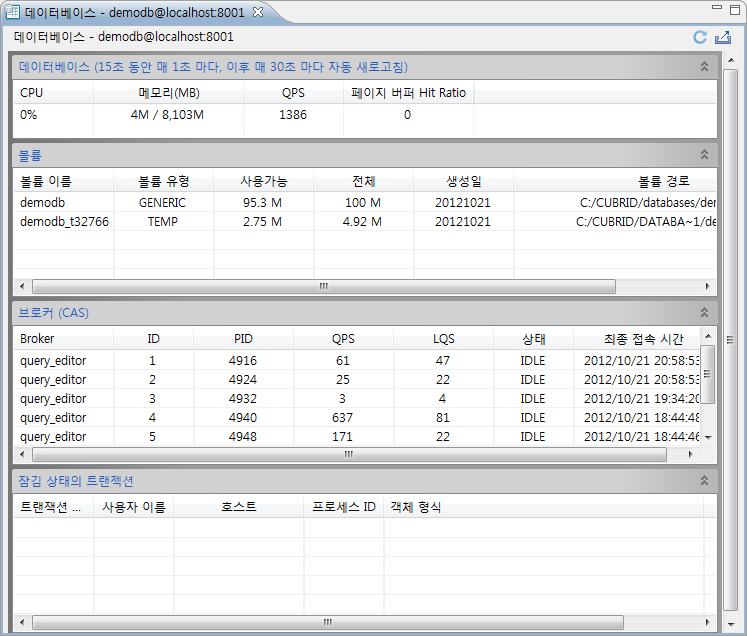 데이터베이스 - demodb@localhost:8001
데이터베이스 - demodb@localhost:8001
데이터베이스 (15초 동안 매 1초 마다, 이후 매 30초 마다 자동 새로고침)
CPU 메모리(MB) QPS 페이지 버퍼 Hit Ratio
0% 4M / 8,103M 1386 0
볼륨
볼륨 이름 볼륨 유형 사용가능 전체 생성일 볼륨 경로
demodb GENERIC 95.3 M 100 M 20121021 C:/CUBRID/databases/der
demodb_t32766 TEMP 2.75 M 4.92 M 20121021 C:/CUBRID/DATABA~1/de
브로커 (CAS)
Broker ID PID QPS LQS 상태 최종 접속 시간
query_editor 1 4916 61 47 IDLE 2012/10/21 20:58:53
query_editor 2 4924 25 22 IDLE 2012/10/21 20:58:53
query_editor 3 4932 3 4 IDLE 2012/10/21 19:34:20
query_editor 4 4940 637 81 IDLE 2012/10/21 18:44:48
query_editor 5 4948 171 22 IDLE 2012/10/21 18:44:46
잠김 상태의 트랜잭션
트랜잭션 ... 사용자 이름 호스트 프로세스 ID 객체 형식